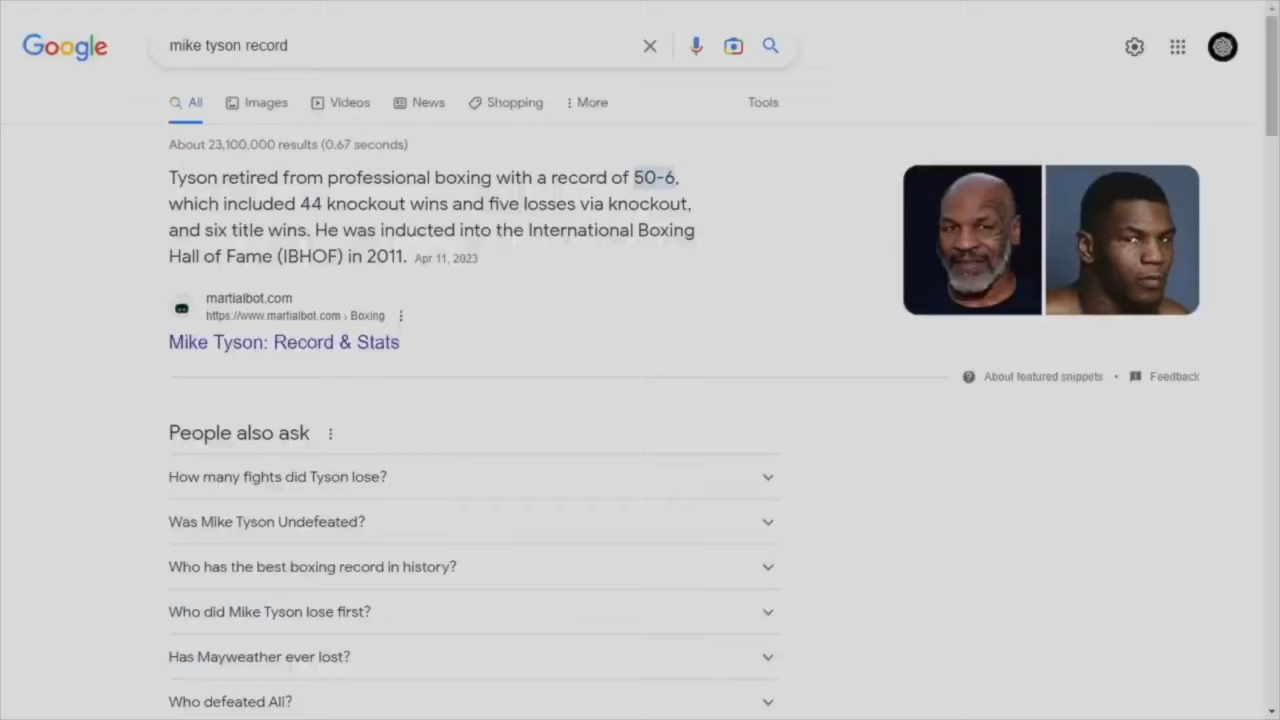 Google
mike tyson record
All Images Videos News Shopping More Tools
About 23,100,000 results (0.67 seconds)
Tyson retired from professional boxing with a record of 50-6,
which included 44 knockout wins and five losses via knockout,
and six title wins. He was inducted into the International Boxing
Hall of Fame (IBHOF) in 2011. Apr 11, 2023
martialbot.com
https://www.martialbot.com › Boxing
Mike Tyson: Record & Stats
About featured snippets • Feedback
People also ask
How many fights did Tyson lose?
Was Mike Tyson Undefeated?
Who has the best boxing record in history?
Who did Mike Tyson lose first?
Has Mayweather ever lost?
Who defeated Ali?